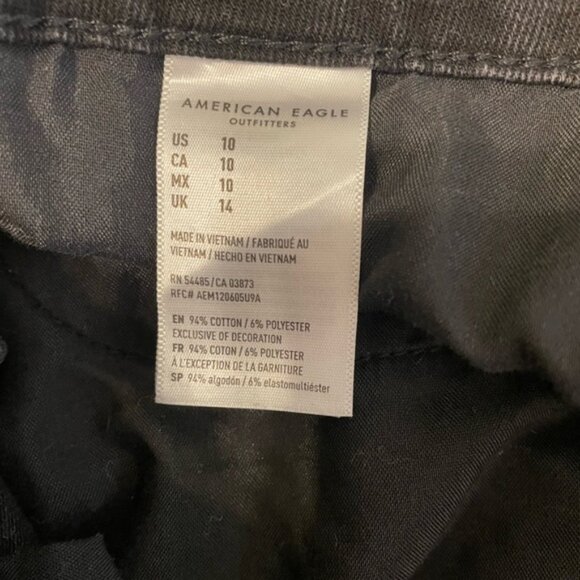 AMERICAN EAGLE
OUTFITTERS
US 10
CA 10
MX 10
UK 14
MADE IN VIETNAM / FABRIQUÉ AU
VIETNAM / HECHO EN VIETNAM
RN 54485/CA 03873
RFC# AEM120605U9A
EN 94% COTTON / 6% POLYESTER
EXCLUSIVE OF DECORATION
FR 94% COTON / 6% POLYESTER
À L'EXCEPTION DE LA GARNITURE
SP 94% algodón / 6% elastomultiéster